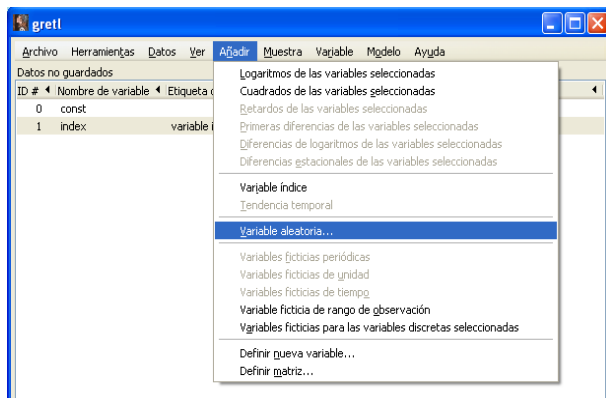 gretl
Archivo Herramientas Datos Ver Añadir Muestra Variable Modelo Ayuda
Datos no guardados
ID # Nombre de variable Etiqueta
0 const
1 index variable
Logaritmos de las variables seleccionadas
Cuadrados de las variables seleccionadas
Retardos de las variables seleccionadas
Primeras diferencias de las variables seleccionadas
Diferencias de logaritmos de las variables seleccionadas
Diferencias estacionales de las variables seleccionadas
Variable índice
Tendencia temporal
Variable aleatoria...
Variables ficticias periódicas
Variables ficticias de unidad
Variables ficticias de tiempo
Variable ficticia de rango de observación
Variables ficticias para las variables discretas seleccionadas
Definir nueva variable...
Definir matriz...